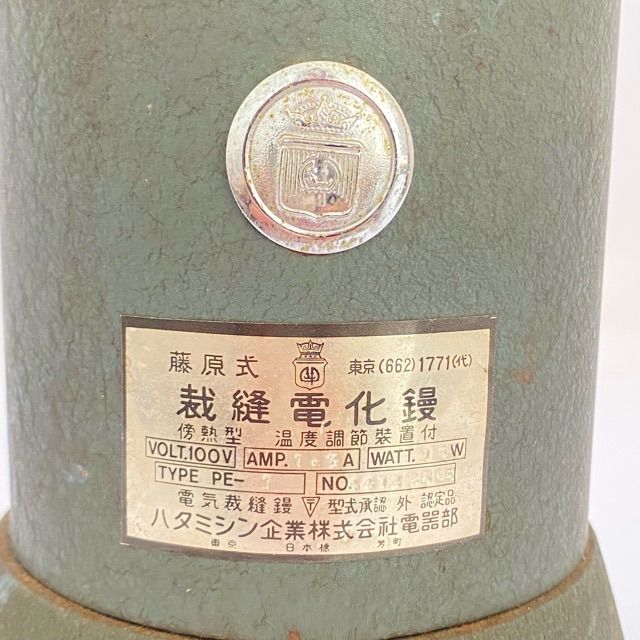 藤原式 東京(662)1771(代)
裁縫電化鏝
傍熱型 温度調節装置付
VOLT.100V AMP. A WATT. W
TYPE PE- NO.
電気裁縫鏝 〒 型式承認外認定品
ハタミシン企業株式会社電器部
東京 日本橋 芳町